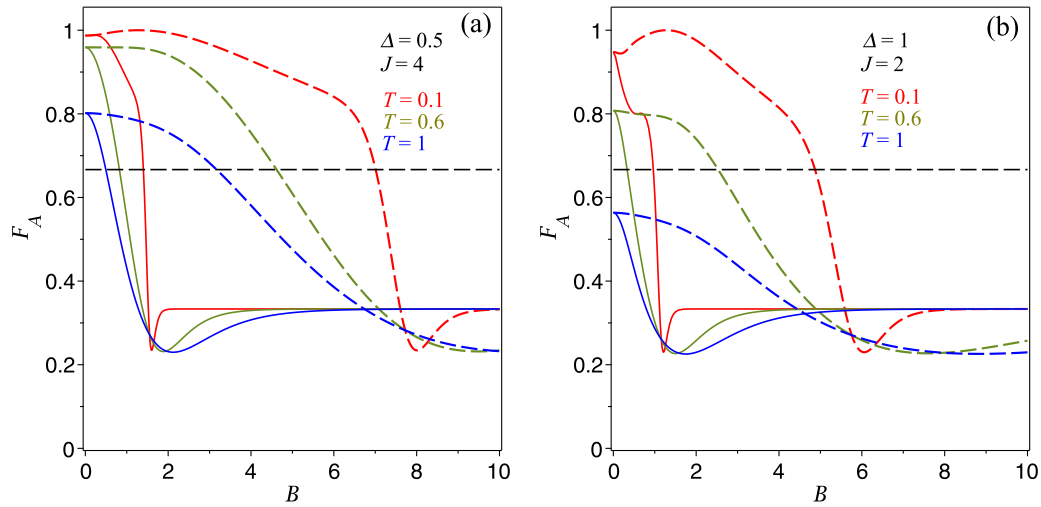 (a)
Δ = 0.5
J = 4
T = 0.1
T = 0.6
T = 1
1
0.8
0.6
0.4
0.2
0
F_A
0 2 4 6 8 10
B
(b)
Δ = 1
J = 2
T = 0.1
T = 0.6
T = 1
1
0.8
0.6
0.4
0.2
0
F_A
0 2 4 6 8 10
B